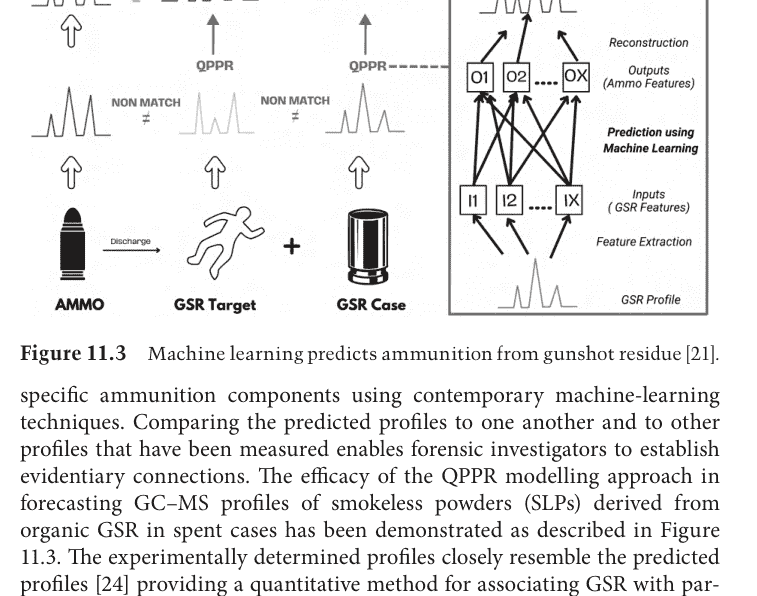 Reconstruction
QPPR
QPPR
O1 O2 ..... OX
Outputs
(Ammo Features)
NON MATCH
≠
NON MATCH
≠
Prediction using
Machine Learning
I1 I2 .... IX
Inputs
( GSR Features)
Discharge
+
Feature Extraction
AMMO
GSR Target
GSR Case
GSR Profile
Figure 11.3 Machine learning predicts ammunition from gunshot residue [21].
specific ammunition components using contemporary machine-learning
techniques. Comparing the predicted profiles to one another and to other
profiles that have been measured enables forensic investigators to establish
evidentiary connections. The efficacy of the QPPR modelling approach in
forecasting GC–MS profiles of smokeless powders (SLPs) derived from
organic GSR in spent cases has been demonstrated as described in Figure
11.3. The experimentally determined profiles closely resemble the predicted
profiles [24] providing a quantitative method for associating GSR with par-